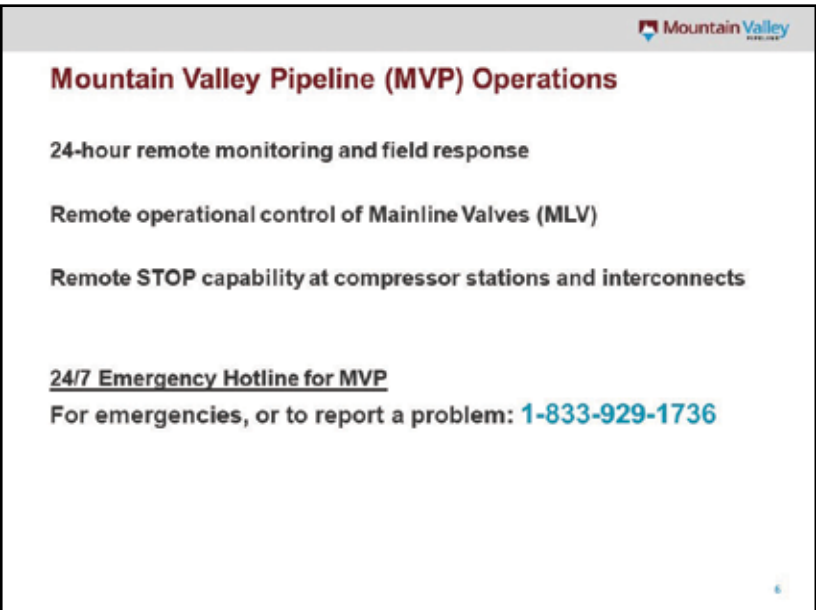 Mountain Valley
PIPELINE
Mountain Valley Pipeline (MVP) Operations
24-hour remote monitoring and field response
Remote operational control of Mainline Valves (MLV)
Remote STOP capability at compressor stations and interconnects
24/7 Emergency Hotline for MVP
For emergencies, or to report a problem: 1-833-929-1736
6